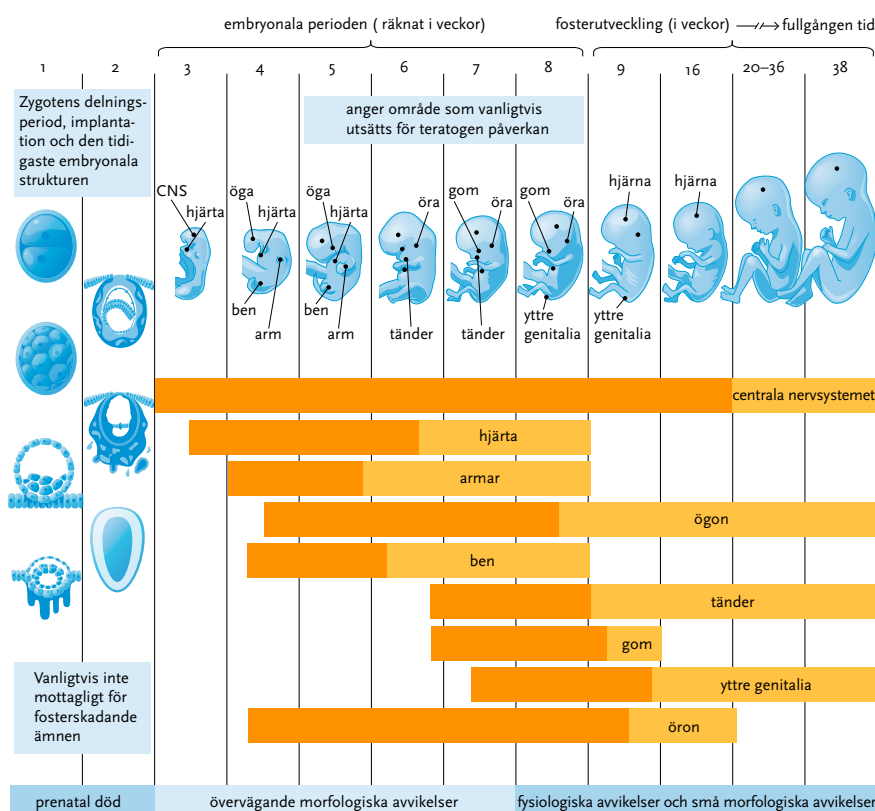 embryonala perioden ( räknat i veckor)
fosterutveckling (i veckor)
fullgången tid
1
2
3
4
5
6
7
8
9
16
20–36
38
Zygotens delnings-
period, implanta-
tion och den tidi-
gaste embryonala
strukturen
anger område som vanligtvis
utsätts för teratogen påverkan
CNS
hjärta
öga
hjärta
ben
arm
öga
hjärta
ben
arm
öra
tänder
gom
öra
tänder
gom
öra
yttre
genitalia
hjärna
yttre
genitalia
hjärna
centrala nervsystemet
hjärta
armar
ögon
ben
tänder
gom
yttre genitalia
öron
Vanligtvis inte
mottagligt för
fosterskadande
ämnen
prenatal död
övervägande morfologiska avvikelser
fysiologiska avvikelser och små morfologiska avvikelser